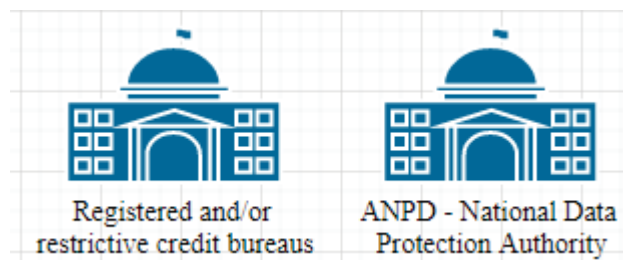 Registered and/or
restrictive credit bureaus
ANPD - National Data
Protection Authority